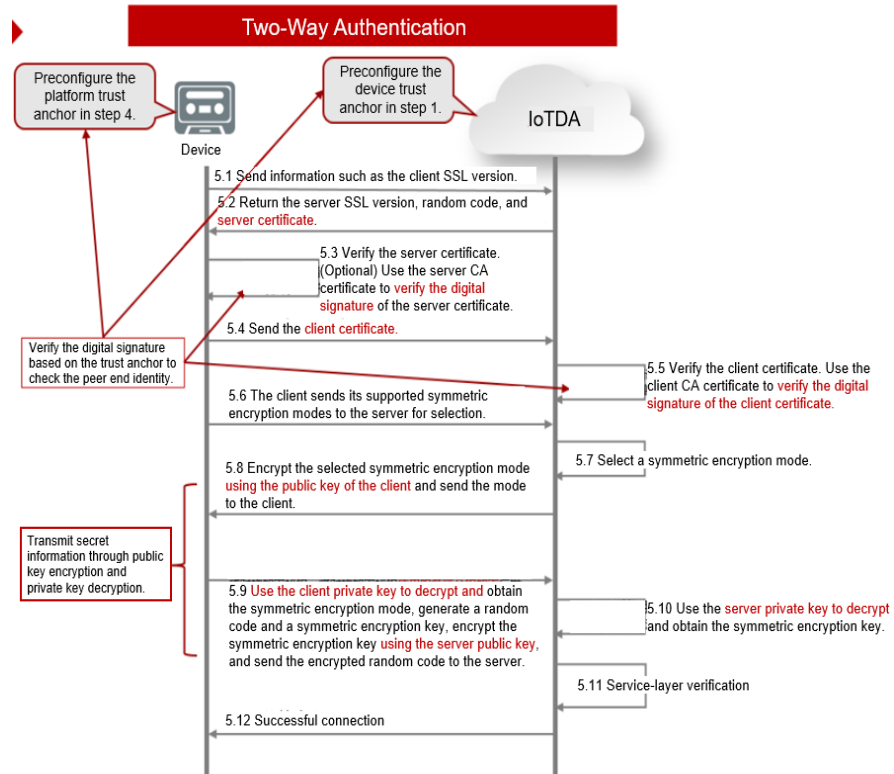 Two-Way Authentication
Preconfigure the
platform trust
anchor in step 4.
Preconfigure the
device trust
anchor in step 1.
IoTDA
Device
5.1 Send information such as the client SSL version.
5.2 Return the server SSL version, random code, and
server certificate.
5.3 Verify the server certificate.
(Optional) Use the server CA
certificate to verify the digital
signature of the server certificate.
5.4 Send the client certificate.
Verify the digital signature
based on the trust anchor to
check the peer end identity.
5.5 Verify the client certificate. Use the
client CA certificate to verify the digital
signature of the client certificate.
5.6 The client sends its supported symmetric
encryption modes to the server for selection.
5.7 Select a symmetric encryption mode.
5.8 Encrypt the selected symmetric encryption mode
using the public key of the client and send the mode
to the client.
Transmit secret
information through public
key encryption and
private key decryption.
5.9 Use the client private key to decrypt and obtain
the symmetric encryption mode, generate a random
code and a symmetric encryption key, encrypt the
symmetric encryption key using the server public key,
and send the encrypted random code to the server.
5.10 Use the server private key to decrypt
and obtain the symmetric encryption key.
5.11 Service-layer verification
5.12 Successful connection